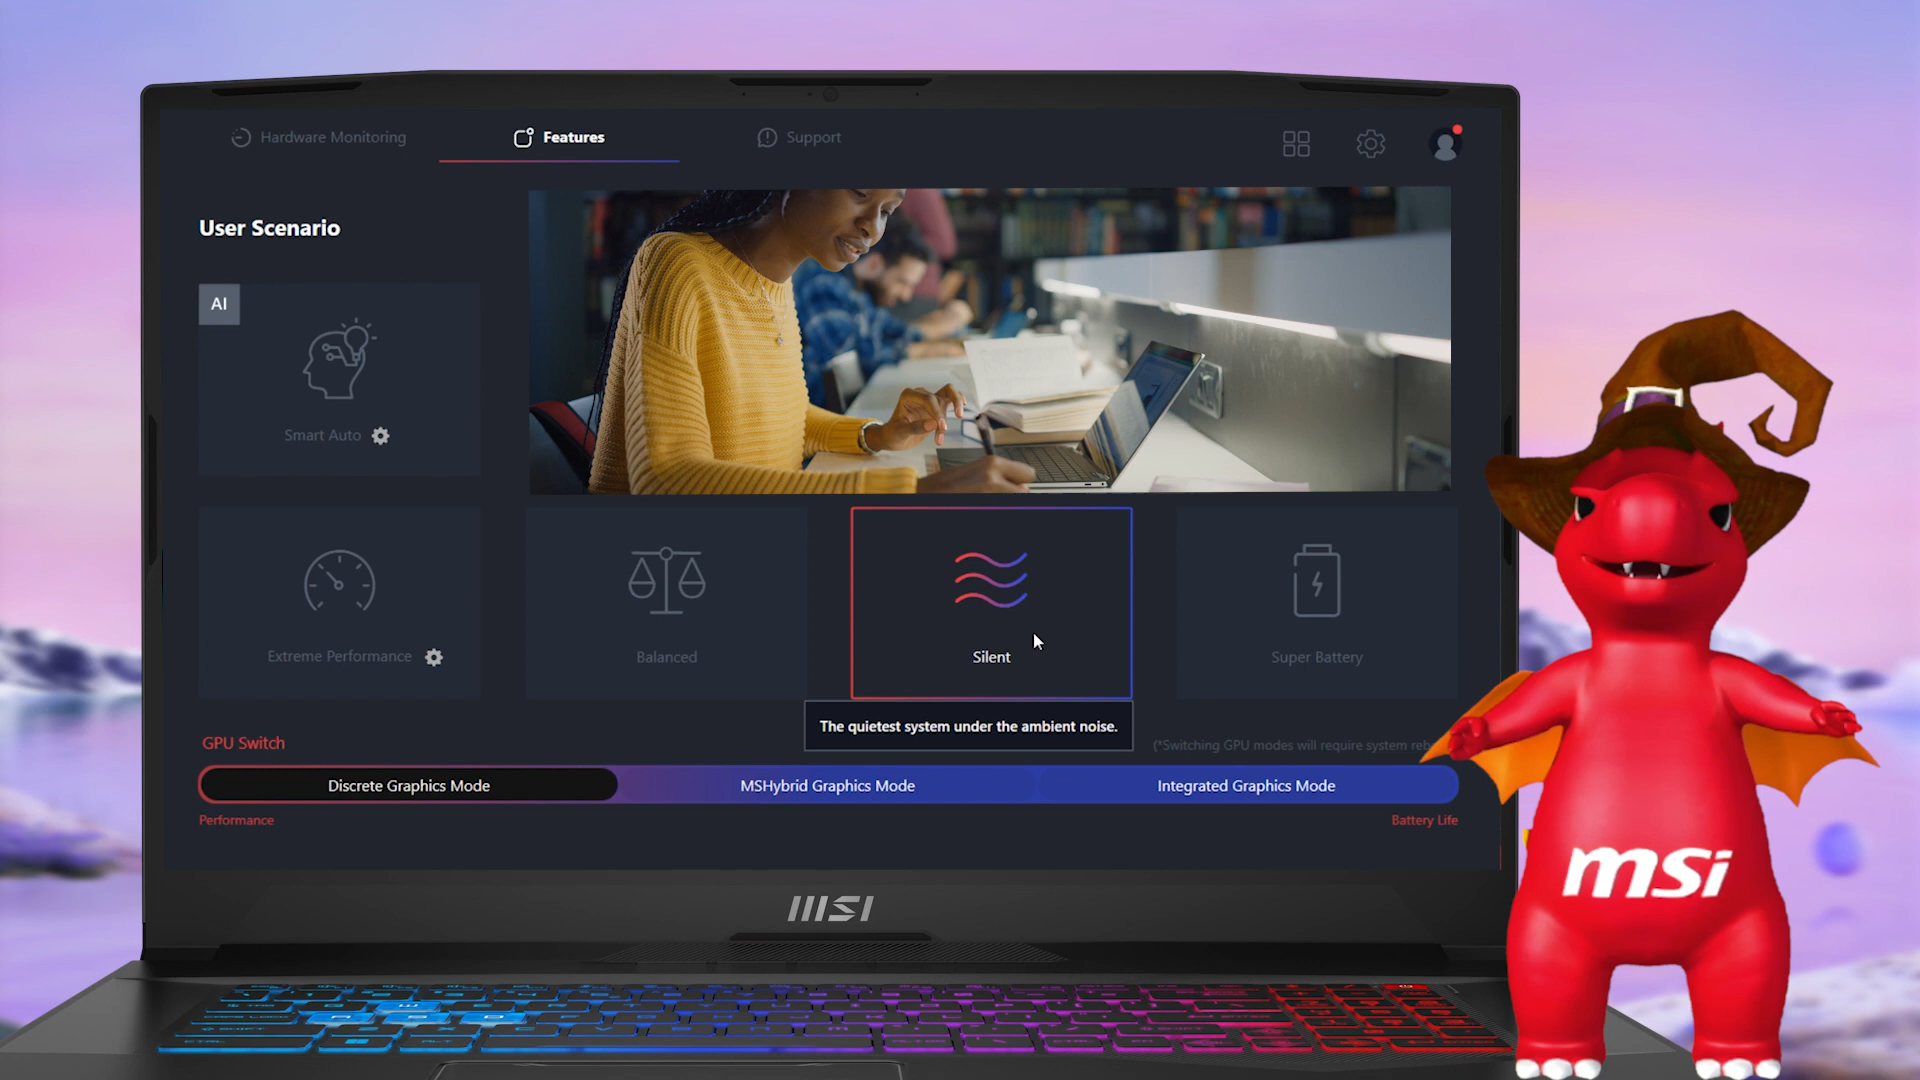 Hardware Monitoring
Features
Support
User Scenario
AI
Smart Auto
Extreme Performance
Balanced
Silent
Super Battery
The quietest system under the ambient noise.
GPU Switch
(*Switching GPU modes will require system
Discrete Graphics Mode
MSHybrid Graphics Mode
Integrated Graphics Mode
Performance
Battery Life
msi
msi